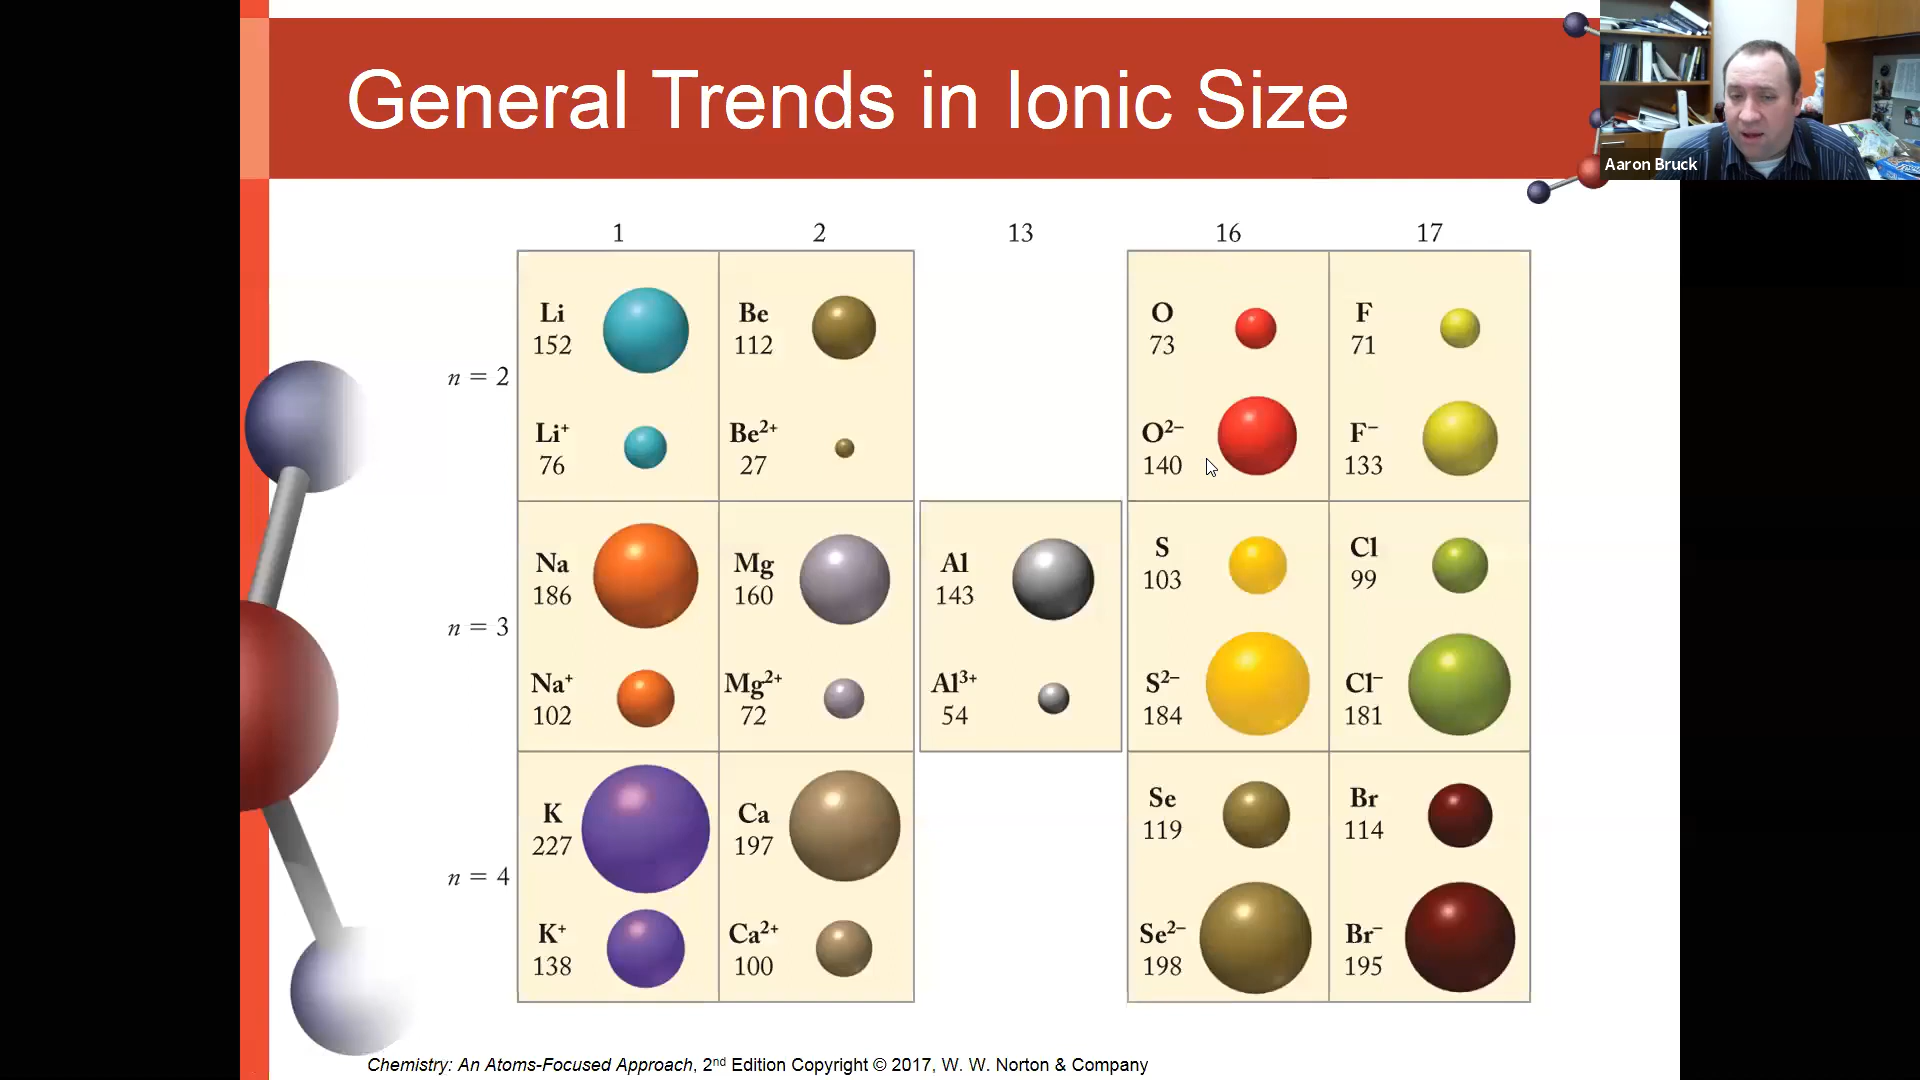 General Trends in Ionic Size
Aaron Bruck
1 2 13 16 17
Li Be O F
152 112 73 71
n = 2
Li⁺ Be²⁺ O²⁻ F⁻
76 27 140 133
Na Mg Al S Cl
186 160 143 103 99
n = 3
Na⁺ Mg²⁺ Al³⁺ S²⁻ Cl⁻
102 72 54 184 181
K Ca Se Br
227 197 119 114
n = 4
K⁺ Ca²⁺ Se²⁻ Br⁻
138 100 198 195
Chemistry: An Atoms-Focused Approach, 2ⁿᵈ Edition Copyright © 2017, W. W. Norton & Company